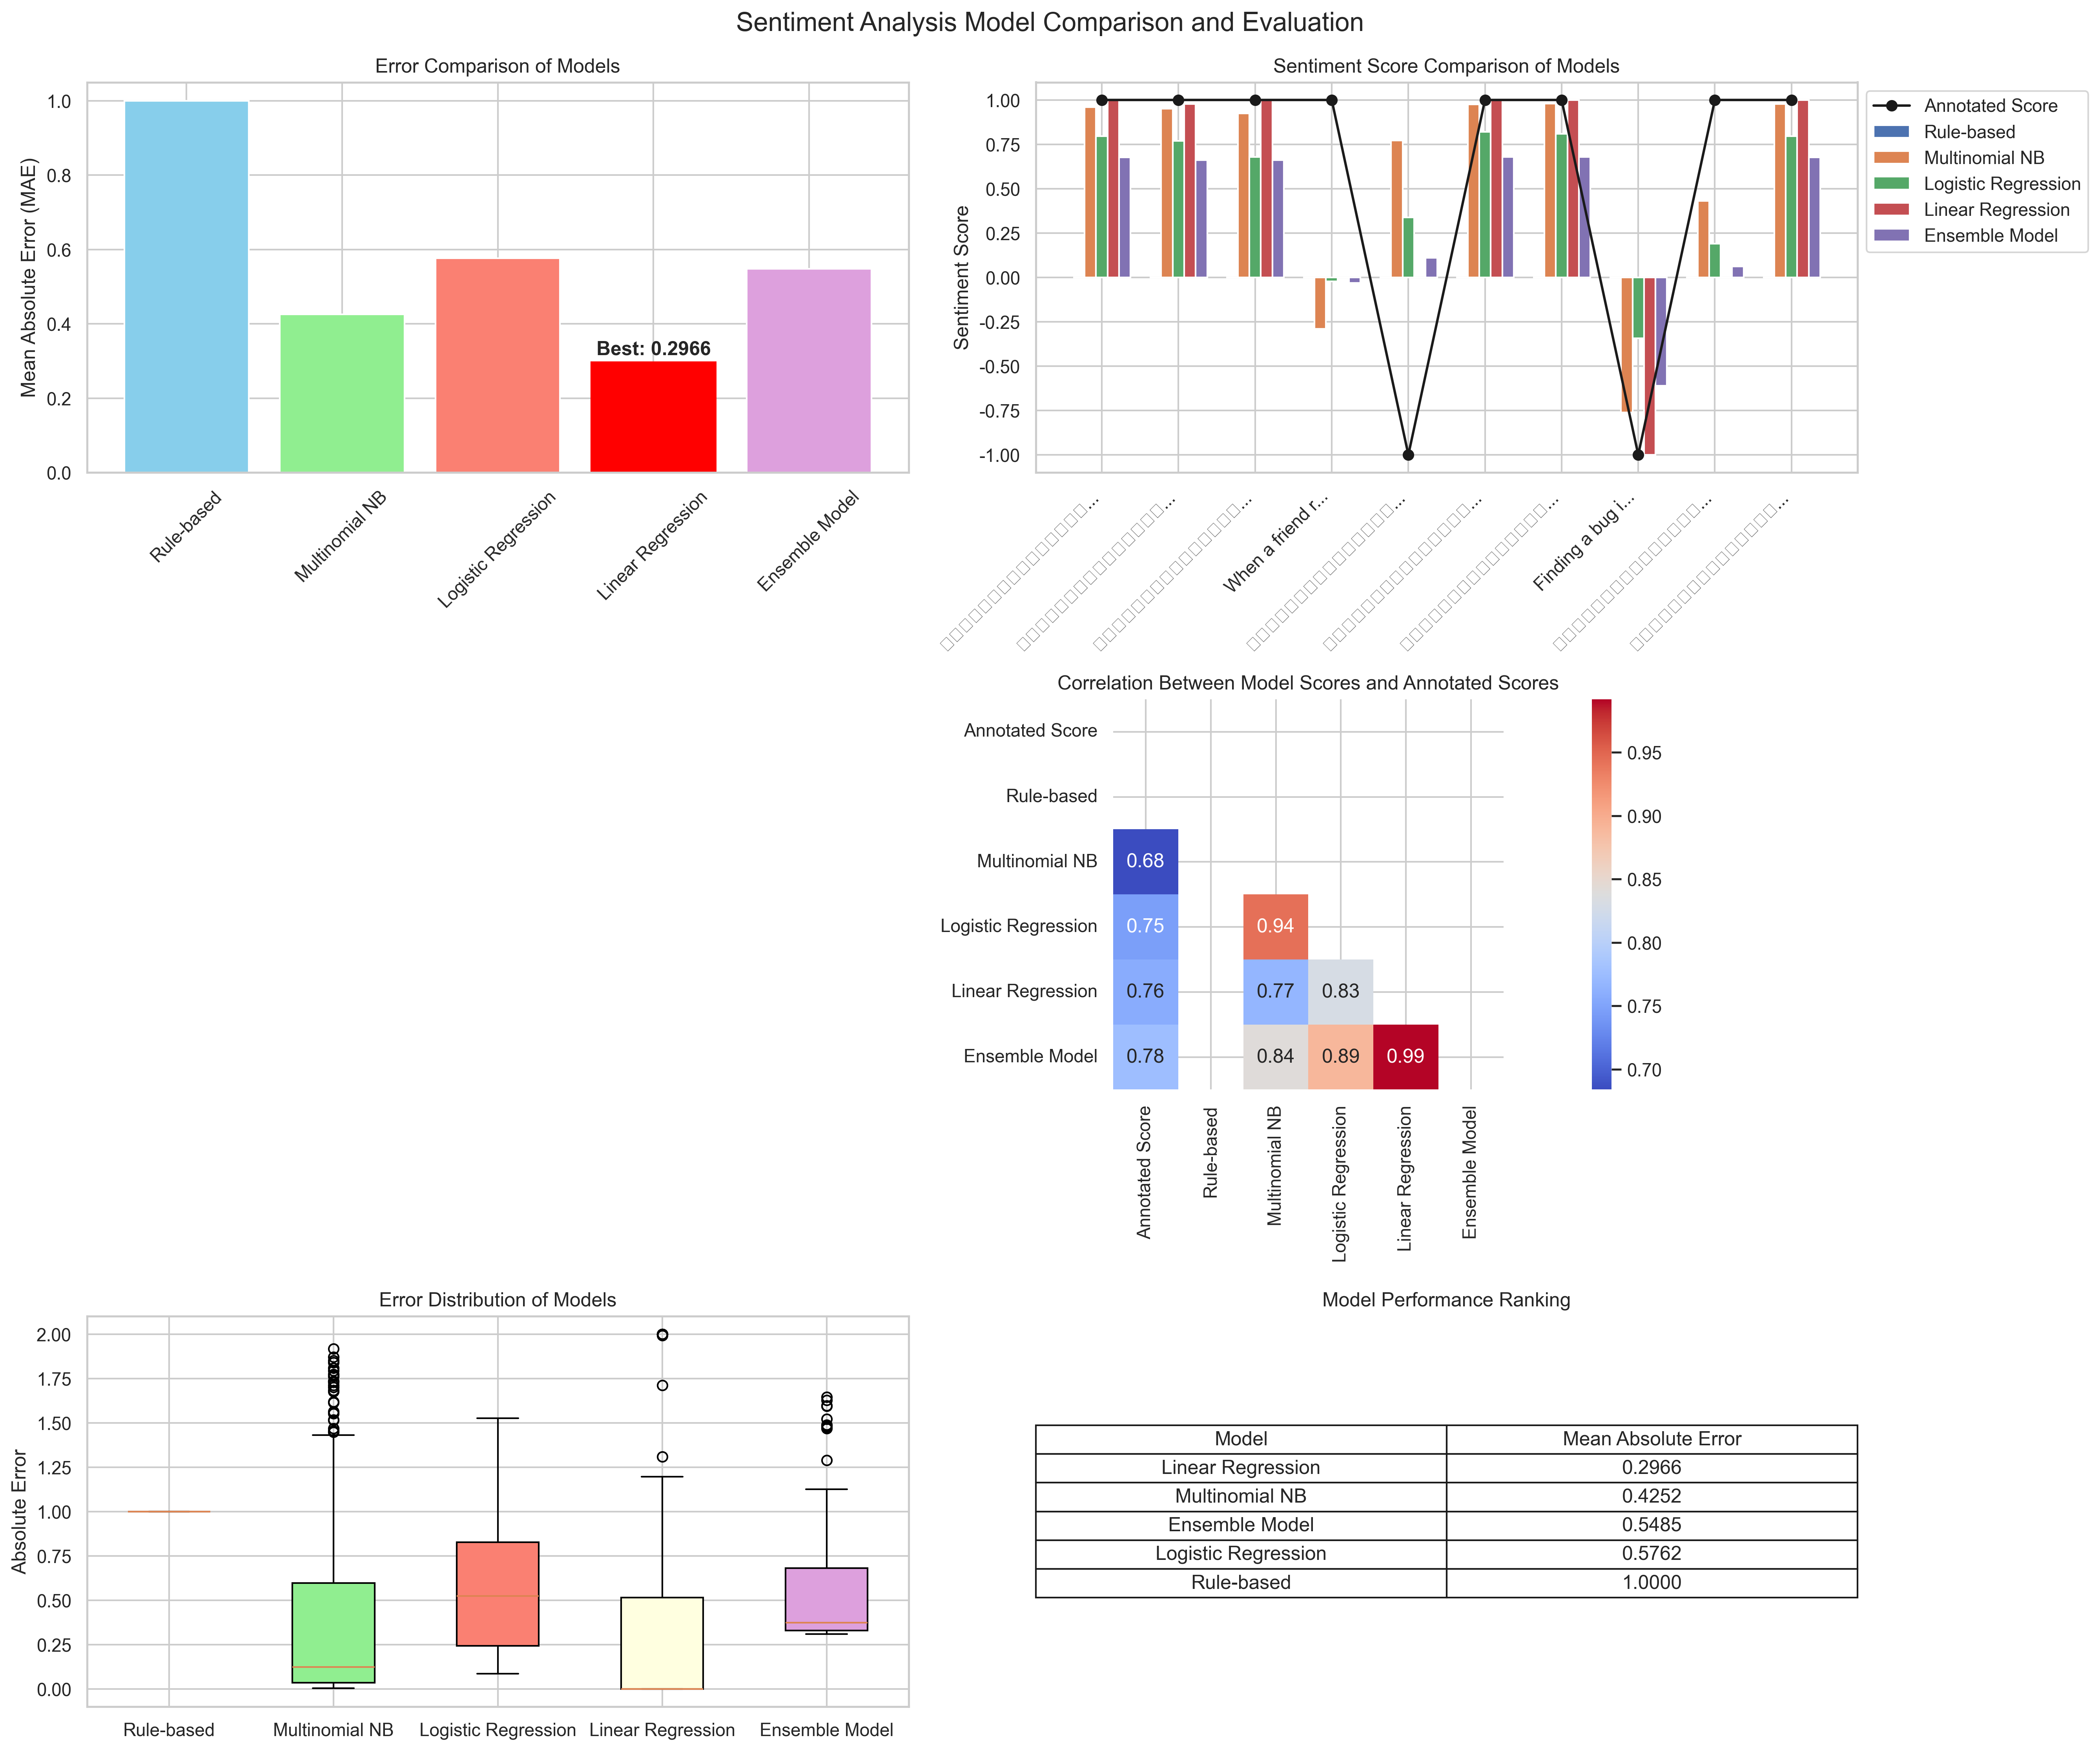 Sentiment Analysis Model Comparison and Evaluation
Error Comparison of Models
Mean Absolute Error (MAE)
1.0
0.8
0.6
0.4
0.2
0.0
Best: 0.2966
Rule-based
Multinomial NB
Logistic Regression
Linear Regression
Ensemble Model
Sentiment Score Comparison of Models
Sentiment Score
1.00
0.75
0.50
0.25
0.00
-0.25
-0.50
-0.75
-1.00
Annotated Score
Rule-based
Multinomial NB
Logistic Regression
Linear Regression
Ensemble Model
...
...
...
When a friend r...
...
...
...
Finding a bug i...
...
...
Correlation Between Model Scores and Annotated Scores
Annotated Score
Rule-based
Multinomial NB
0.68
Logistic Regression
0.75
0.94
Linear Regression
0.76
0.77
0.83
Ensemble Model
0.78
0.84
0.89
0.99
Annotated Score
Rule-based
Multinomial NB
Logistic Regression
Linear Regression
Ensemble Model
0.95
0.90
0.85
0.80
0.75
0.70
Error Distribution of Models
Absolute Error
2.00
1.75
1.50
1.25
1.00
0.75
0.50
0.25
0.00
Rule-based
Multinomial NB
Logistic Regression
Linear Regression
Ensemble Model
Model Performance Ranking
Model Mean Absolute Error
Linear Regression 0.2966
Multinomial NB 0.4252
Ensemble Model 0.5485
Logistic Regression 0.5762
Rule-based 1.0000